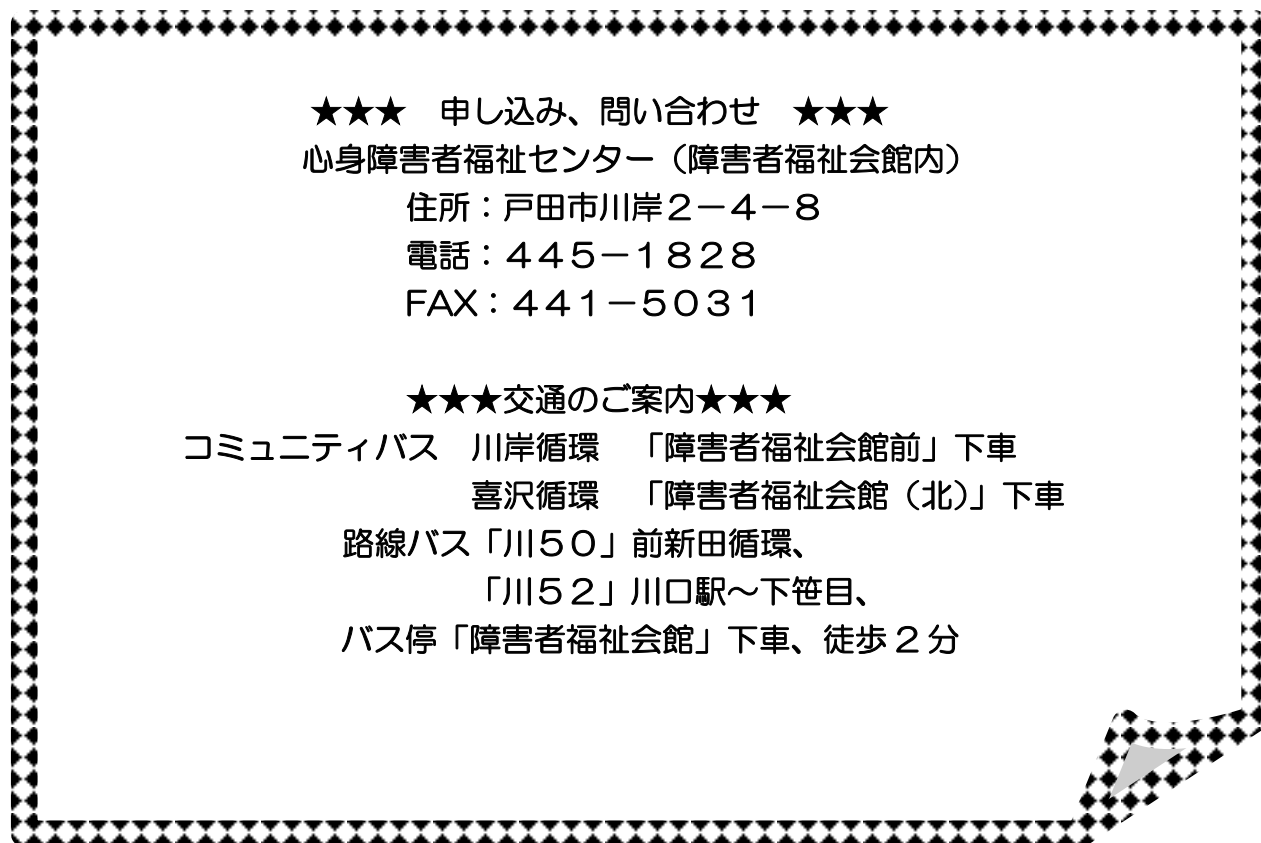 ★★★　申し込み、問い合わせ　★★★
心身障害者福祉センター（障害者福祉会館内）
住所：戸田市川岸２－４－８
電話：４４５－１８２８
FAX：４４１－５０３１
★★★交通のご案内★★★
コミュニティバス　川岸循環　「障害者福祉会館前」下車
喜沢循環　「障害者福祉会館（北）」下車
路線バス「川５０」前新田循環、
「川５２」川口駅～下笹目、
バス停「障害者福祉会館」下車、徒歩２分